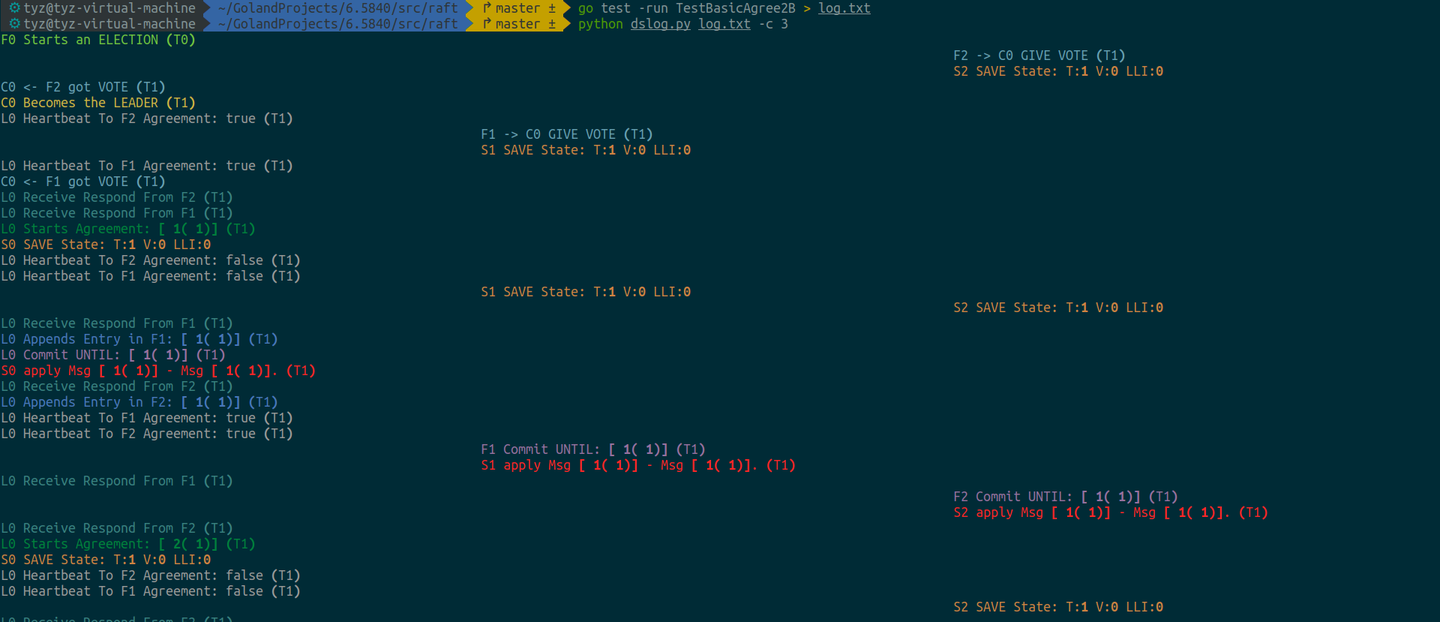 tyz@tyz-virtual-machine ~/GolandProjects/6.5840/src/raft master ± go test -run TestBasicAgree2B > log.txt
tyz@tyz-virtual-machine ~/GolandProjects/6.5840/src/raft master ± python dslog.py log.txt -c 3
F0 Starts an ELECTION (T0)
F2 -> C0 GIVE VOTE (T1)
S2 SAVE State: T:1 V:0 LLI:0
C0 <- F2 got VOTE (T1)
C0 Becomes the LEADER (T1)
L0 Heartbeat To F2 Agreement: true (T1)
F1 -> C0 GIVE VOTE (T1)
S1 SAVE State: T:1 V:0 LLI:0
L0 Heartbeat To F1 Agreement: true (T1)
C0 <- F1 got VOTE (T1)
L0 Receive Respond From F2 (T1)
L0 Receive Respond From F1 (T1)
L0 Starts Agreement: [ 1( 1)] (T1)
S0 SAVE State: T:1 V:0 LLI:0
L0 Heartbeat To F2 Agreement: false (T1)
L0 Heartbeat To F1 Agreement: false (T1)
S1 SAVE State: T:1 V:0 LLI:0
S2 SAVE State: T:1 V:0 LLI:0
L0 Receive Respond From F1 (T1)
L0 Appends Entry in F1: [ 1( 1)] (T1)
L0 Commit UNTIL: [ 1( 1)] (T1)
S0 apply Msg [ 1( 1)] - Msg [ 1( 1)]. (T1)
L0 Receive Respond From F2 (T1)
L0 Appends Entry in F2: [ 1( 1)] (T1)
L0 Heartbeat To F1 Agreement: true (T1)
L0 Heartbeat To F2 Agreement: true (T1)
F1 Commit UNTIL: [ 1( 1)] (T1)
S1 apply Msg [ 1( 1)] - Msg [ 1( 1)]. (T1)
L0 Receive Respond From F1 (T1)
F2 Commit UNTIL: [ 1( 1)] (T1)
S2 apply Msg [ 1( 1)] - Msg [ 1( 1)]. (T1)
L0 Receive Respond From F2 (T1)
L0 Starts Agreement: [ 2( 1)] (T1)
S0 SAVE State: T:1 V:0 LLI:0
L0 Heartbeat To F2 Agreement: false (T1)
L0 Heartbeat To F1 Agreement: false (T1)
S2 SAVE State: T:1 V:0 LLI:0
L0 Receive Respond From F2 (T1)